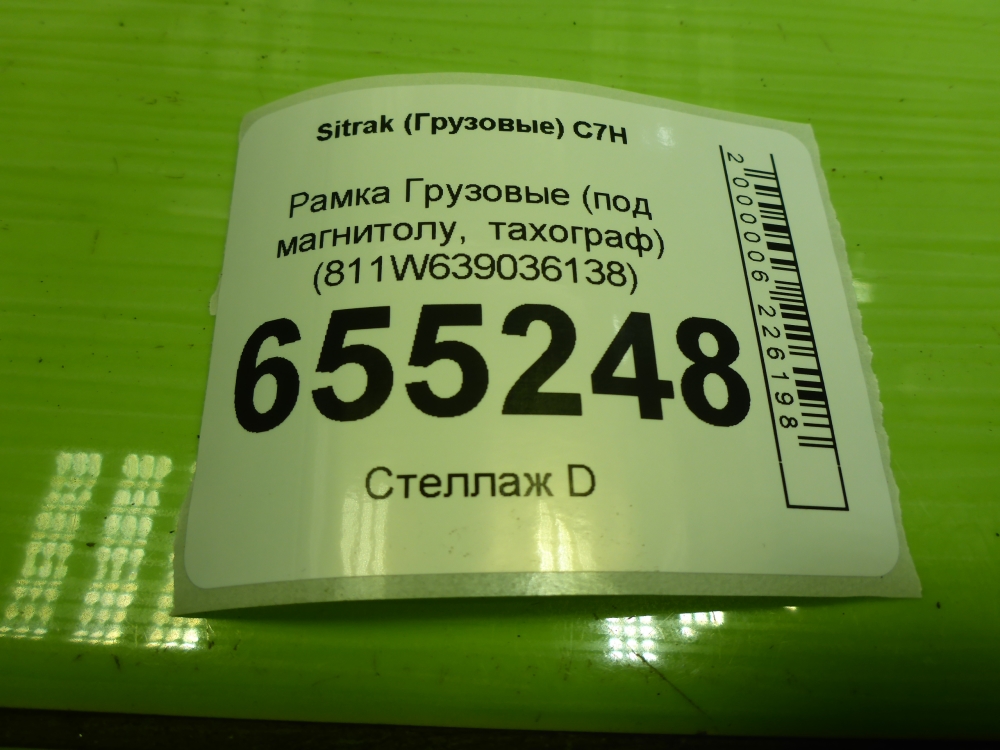 Sitrak (Грузовые) C7H
Рамка Грузовые (под
магнитолу, тахограф)
(811W639036138)
655248
Стеллаж D
2000006226198